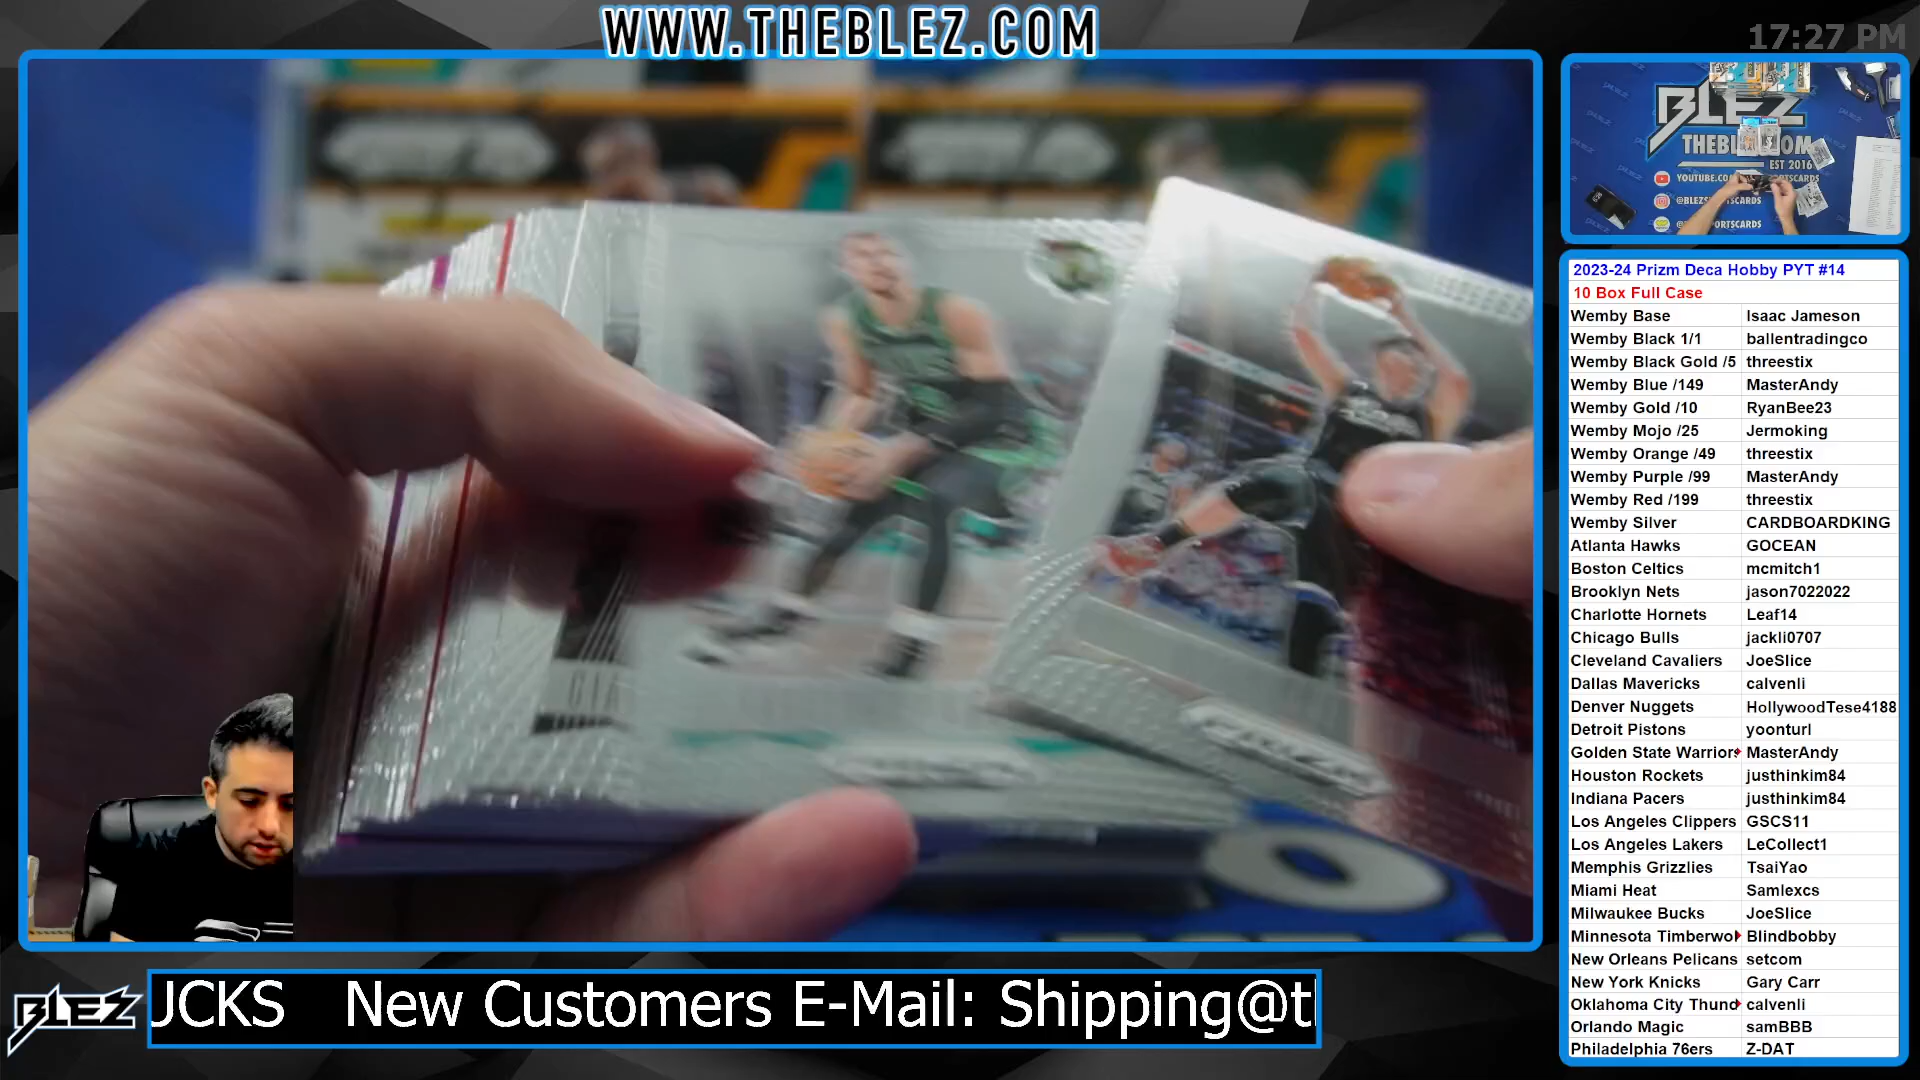 WWW.THEBLEZ.COM
17:27 PM
BLEZ
EST 2016
2023-24 Prizm Deca Hobby PYT #14
10 Box Full Case
Wemby Base Isaac Jameson
Wemby Black 1/1 ballentradingco
Wemby Black Gold /5 threestix
Wemby Blue /149 MasterAndy
Wemby Gold /10 RyanBee23
Wemby Mojo /25 Jermoking
Wemby Orange /49 threestix
Wemby Purple /99 MasterAndy
Wemby Red /199 threestix
Wemby Silver CARDBOARDKING
Atlanta Hawks GOCEAN
Boston Celtics mcmitch1
Brooklyn Nets jason7022022
Charlotte Hornets Leaf14
Chicago Bulls jackli0707
Cleveland Cavaliers JoeSlice
Dallas Mavericks calvenli
Denver Nuggets HollywoodTese4188
Detroit Pistons yoonturl
Golden State Warriors MasterAndy
Houston Rockets justhinkim84
Indiana Pacers justhinkim84
Los Angeles Clippers GSCS11
Los Angeles Lakers LeCollect1
Memphis Grizzlies TsaiYao
Miami Heat Samlexcs
Milwaukee Bucks JoeSlice
Minnesota Timberwol Blindbobby
New Orleans Pelicans setcom
New York Knicks Gary Carr
Oklahoma City Thund calvenli
Orlando Magic samBBB
Philadelphia 76ers Z-DAT
BLEZ
JCKS New Customers E-Mail: Shipping@t